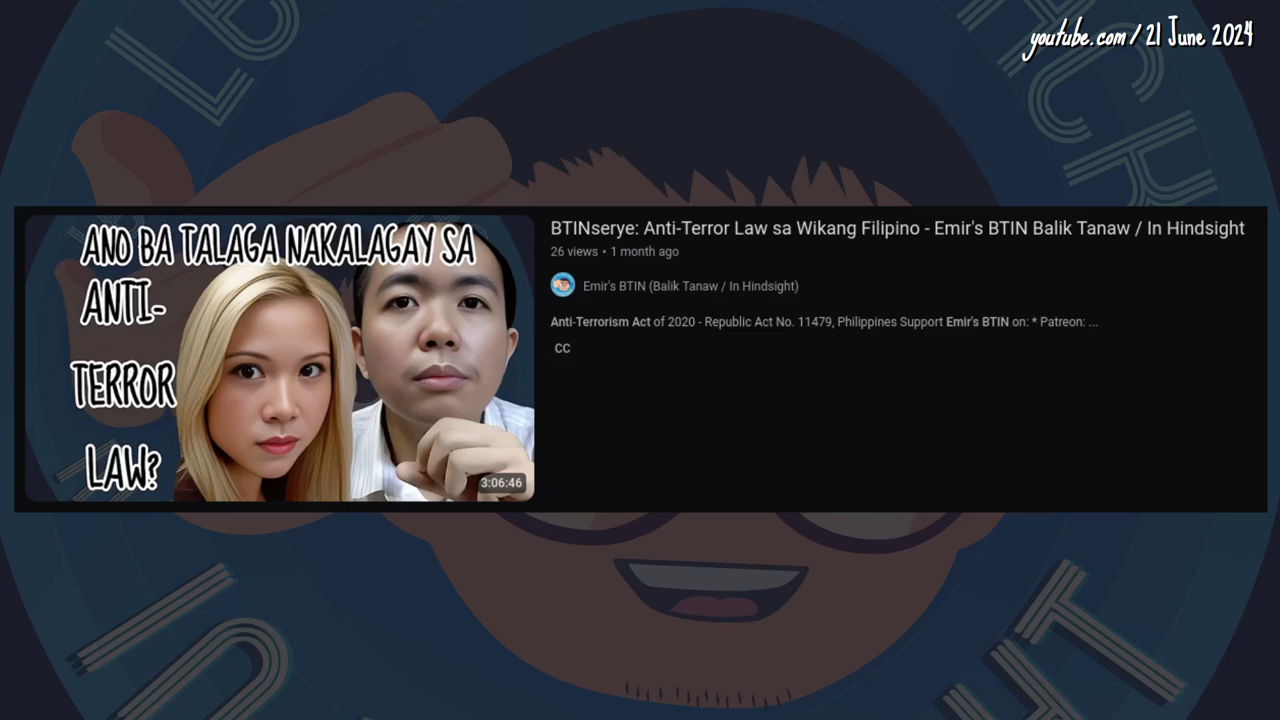 youtube.com / 21 June 2024
ANO BA TALAGA NAKALAGAY SA
ANTI-
TERROR
LAW?
3:06:46
BTINserye: Anti-Terror Law sa Wikang Filipino - Emir's BTIN Balik Tanaw / In Hindsight
26 views • 1 month ago
Emir's BTIN (Balik Tanaw / In Hindsight)
Anti-Terrorism Act of 2020 - Republic Act No. 11479, Philippines Support Emir's BTIN on: * Patreon: ...
CC